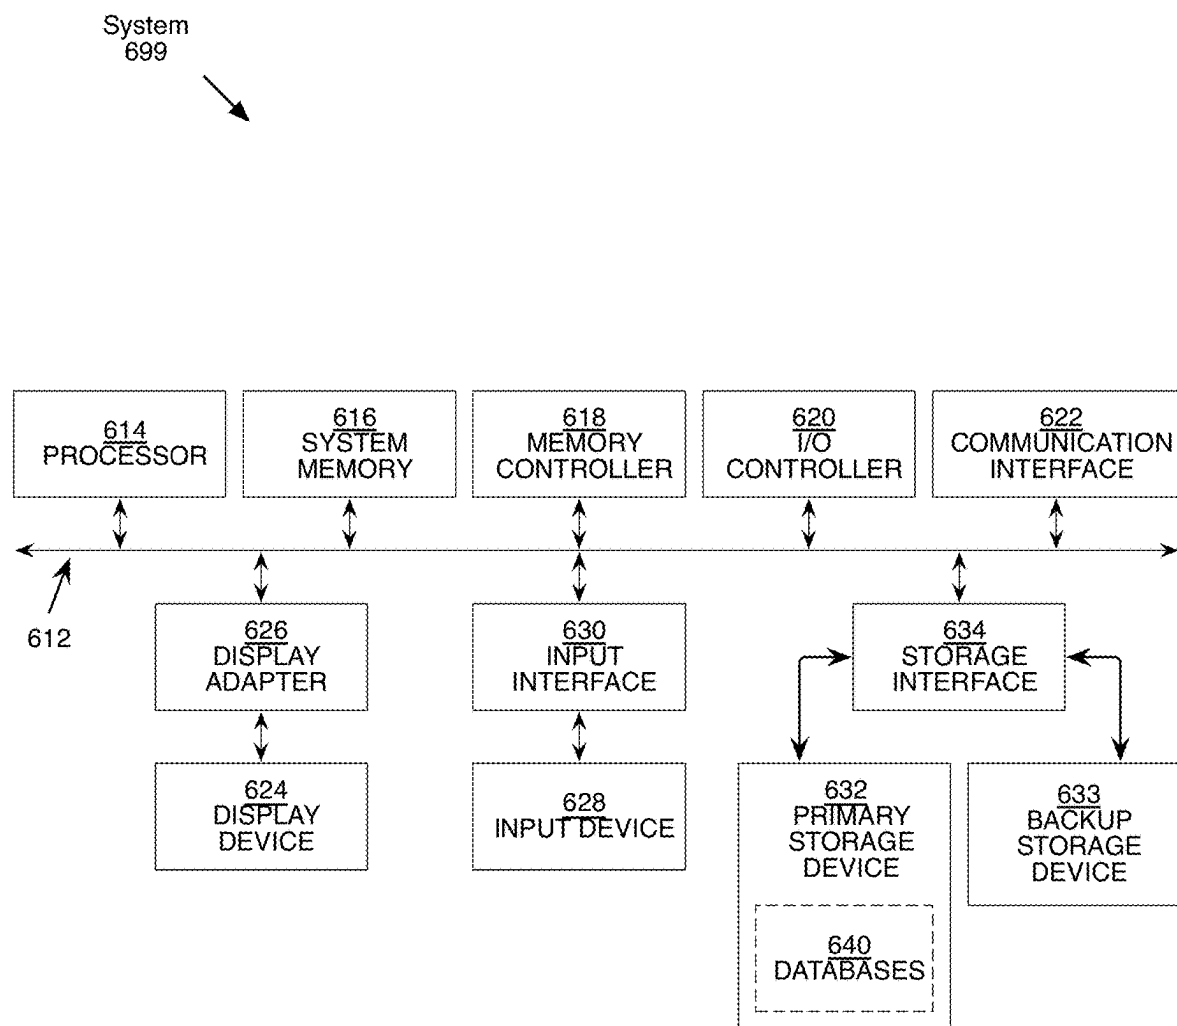 System
699
614
PROCESSOR
616
SYSTEM
MEMORY
618
MEMORY
CONTROLLER
620
I/O
CONTROLLER
622
COMMUNICATION
INTERFACE
612
626
DISPLAY
ADAPTER
630
INPUT
INTERFACE
634
STORAGE
INTERFACE
624
DISPLAY
DEVICE
628
INPUT DEVICE
632
PRIMARY
STORAGE
DEVICE
633
BACKUP
STORAGE
DEVICE
640
DATABASES